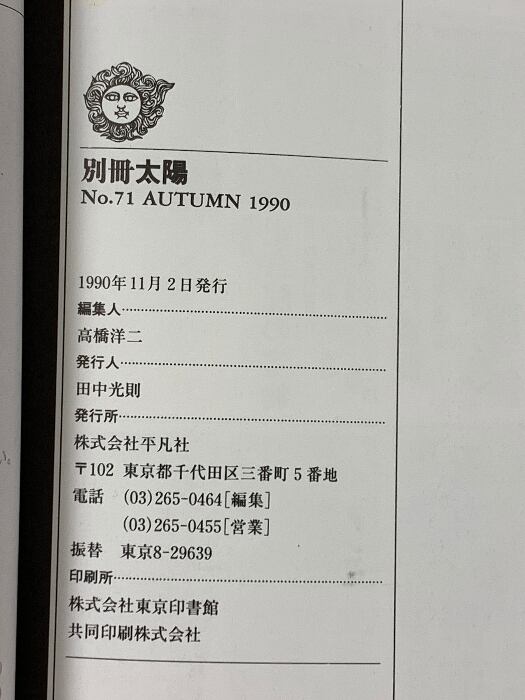 別冊太陽
No.71 AUTUMN 1990
1990年11月2日発行
編集人
高橋洋二
発行人
田中光則
発行所
株式会社平凡社
〒102 東京都千代田区三番町5番地
電話 (03)265-0464[編集]
(03)265-0455[営業]
振替 東京8-29639
印刷所
株式会社東京印書館
共同印刷株式会社